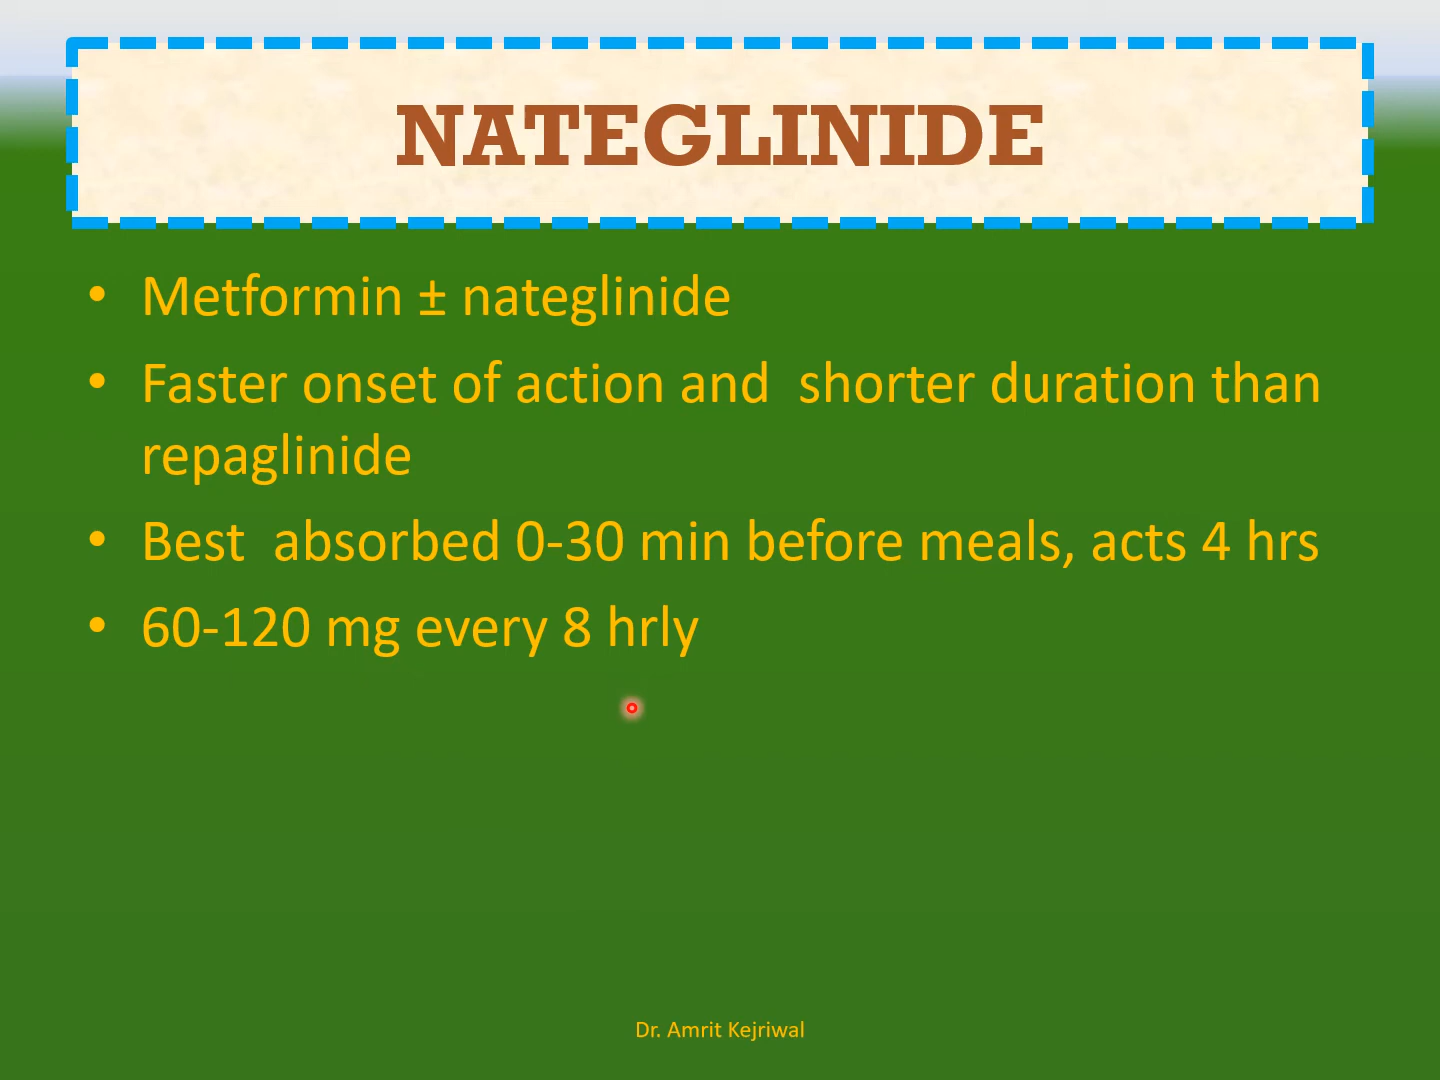 NATEGLINIDE
• Metformin ± nateglinide
• Faster onset of action and  shorter duration than
repaglinide
• Best  absorbed 0-30 min before meals, acts 4 hrs
• 60-120 mg every 8 hrly
Dr. Amrit Kejriwal